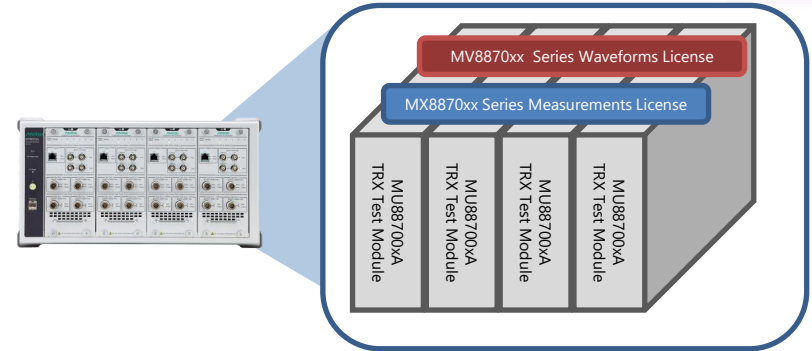 MV8870xx Series Waveforms License
MX8870xx Series Measurements License
MU88700xA
TRX Test Module
MU88700xA
TRX Test Module
MU88700xA
TRX Test Module
MU88700xA
TRX Test Module